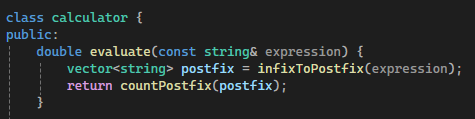 class calculator {
public:
    double evaluate(const string& expression) {
        vector<string> postfix = infixToPostfix(expression);
        return countPostfix(postfix);
    }